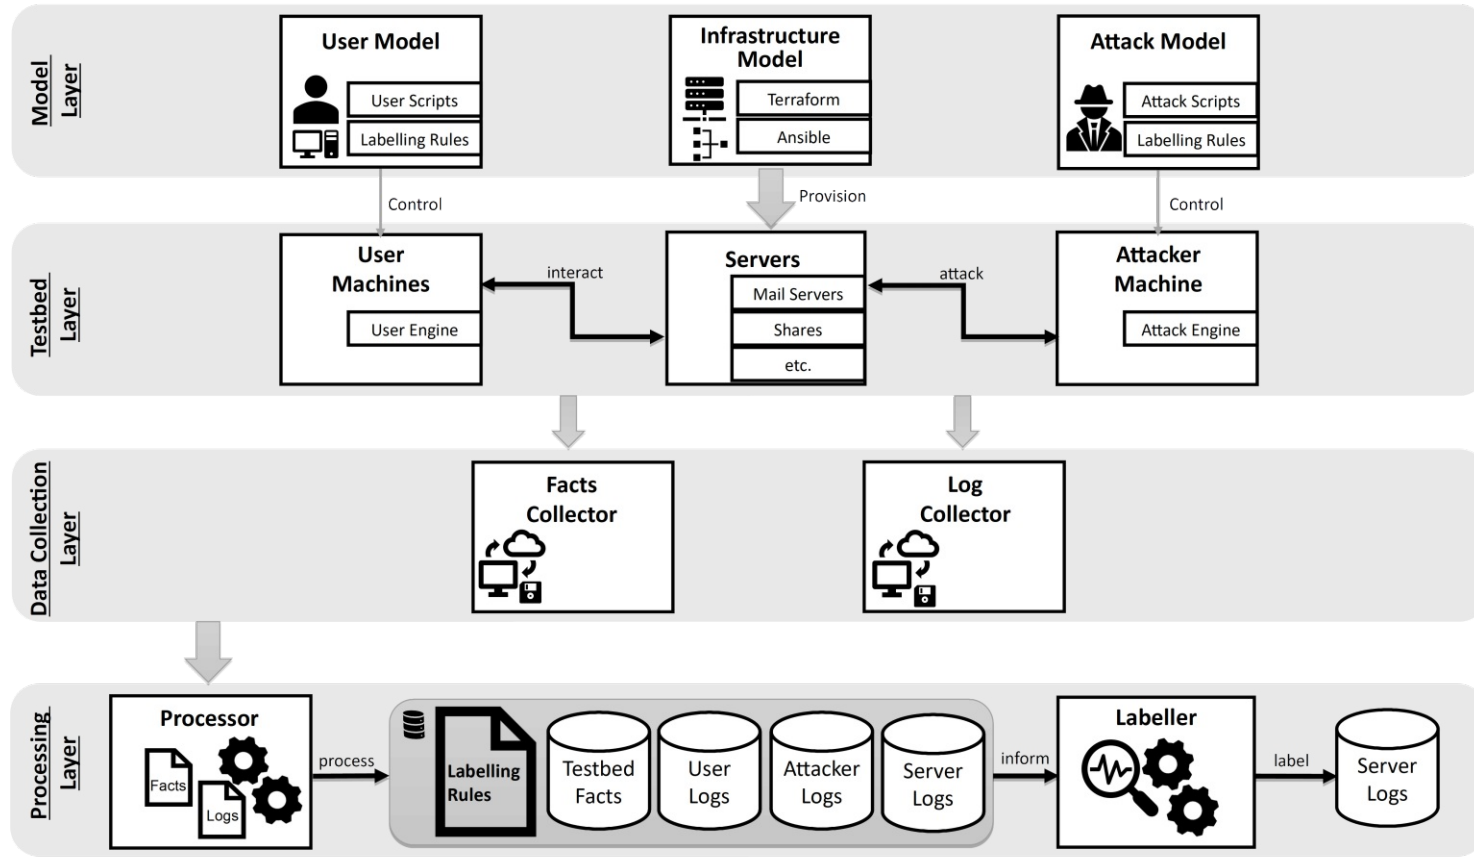 Model
Layer
User Model
User Scripts
Labelling Rules
Infrastructure
Model
Terraform
Ansible
Attack Model
Attack Scripts
Labelling Rules
Control
Provision
Control
Testbed
Layer
User
Machines
User Engine
interact
Servers
Mail Servers
Shares
etc.
attack
Attacker
Machine
Attack Engine
Data Collection
Layer
Facts
Collector
Log
Collector
Processing
Layer
Processor
Facts
Logs
process
Labelling
Rules
Testbed
Facts
User
Logs
Attacker
Logs
Server
Logs
inform
Labeller
label
Server
Logs